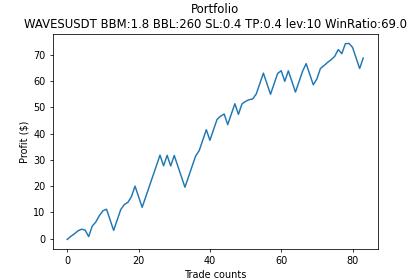 Portfolio
WAVESUSDT BBM:1.8 BBL:260 SL:0.4 TP:0.4 lev:10 WinRatio:69.0
70
60
50
40
30
20
10
0
Profit ($)
0 20 40 60 80
Trade counts